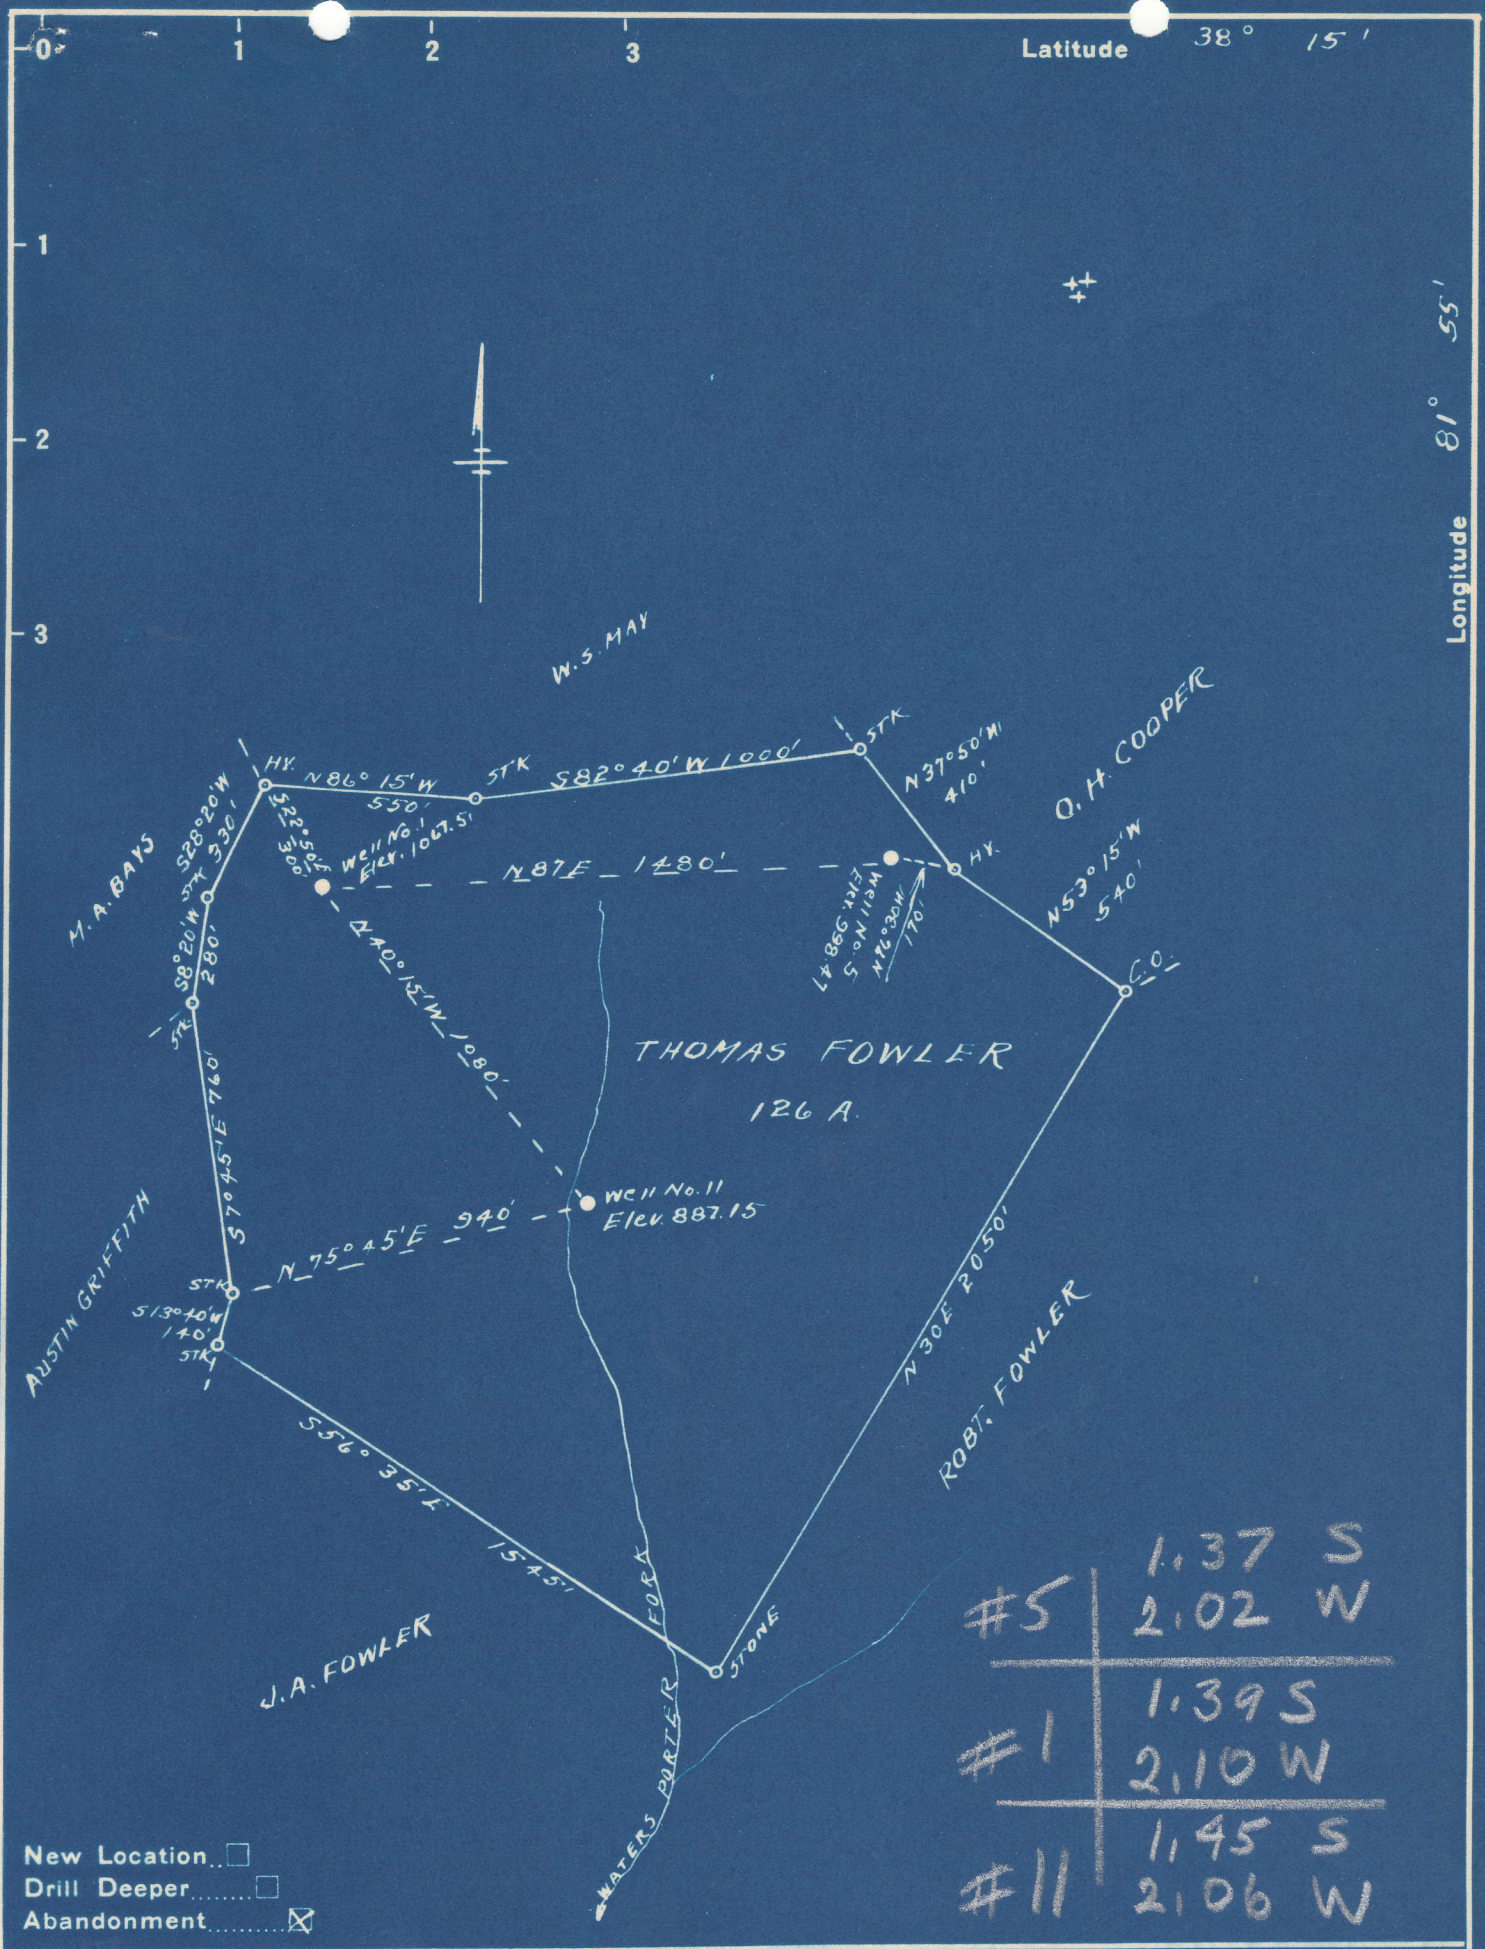 0
1
2
3
Latitude 38° 15'
1
2
3
81° 55'
Longitude
W.S. MAY
HY.
N 86° 15' W
550'
STK
S 82° 40' W 1000'
STK
N 37° 50' W
410'
O. H. COOPER
S 28° 20' W
330'
S 22° 50' E
300'
Well No. 1
Elev. 1067.51
N 87 E 1480'
HY.
N 53° 15' W
540'
M. A. BAYS
STK
S 8° 20' W
280'
Well No. 5
Elev. 998.47
N 76° 30' W
170'
C.O.
STK.
N 40° 15' W 1080'
THOMAS FOWLER
126 A.
S 7° 45' E 760'
Well No. 11
Elev. 887.15
N 75° 45' E 940'
AUSTIN GRIFFITH
STK
S 13° 40' W
140'
STK
N 30 E 2050'
ROBT. FOWLER
S 56° 35' E
1545'
STONE
J.A. FOWLER
WATERS PORTER FORK
#5 1.37 S
2.02 W
#1 1.39 S
2.10 W
#11 1.45 S
2.06 W
New Location..☐
Drill Deeper.......☐
Abandonment.........☒